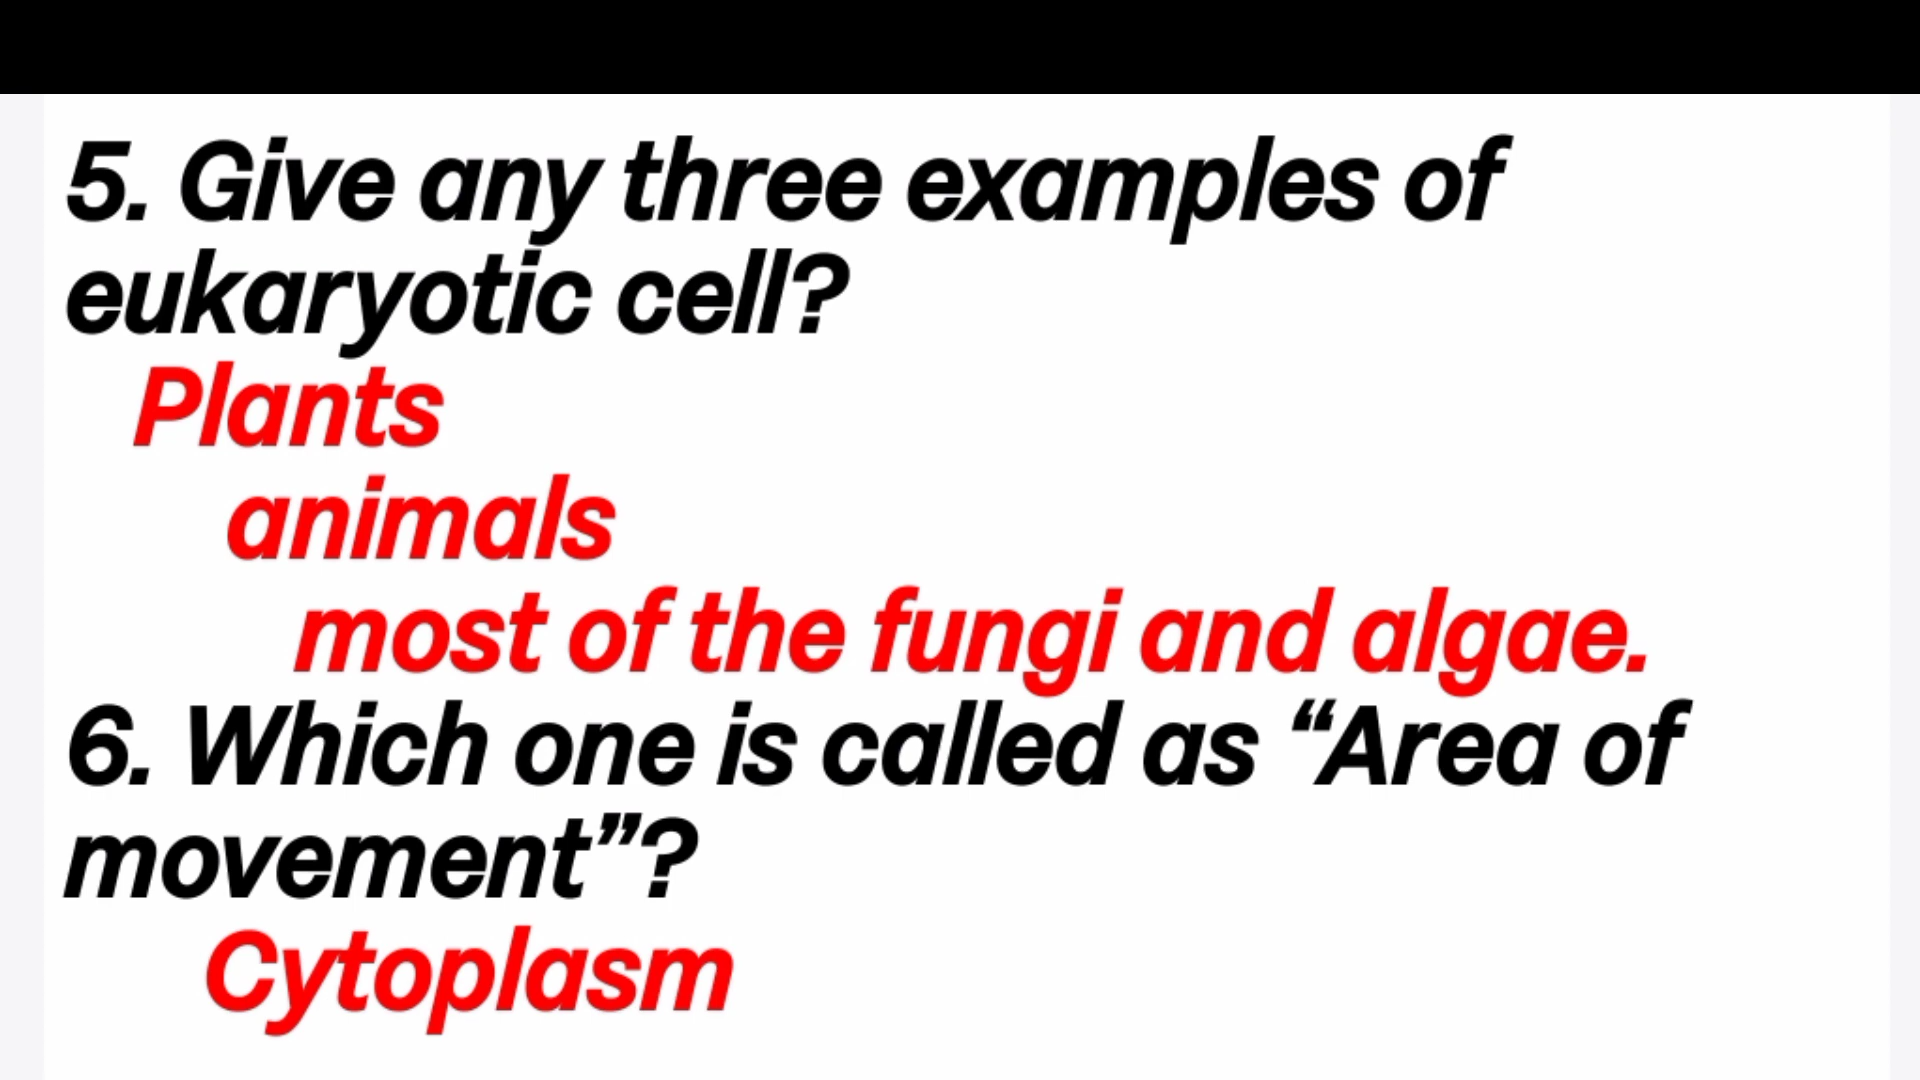 5. Give any three examples of
eukaryotic cell?
Plants
animals
most of the fungi and algae.
6. Which one is called as “Area of
movement”?
Cytoplasm